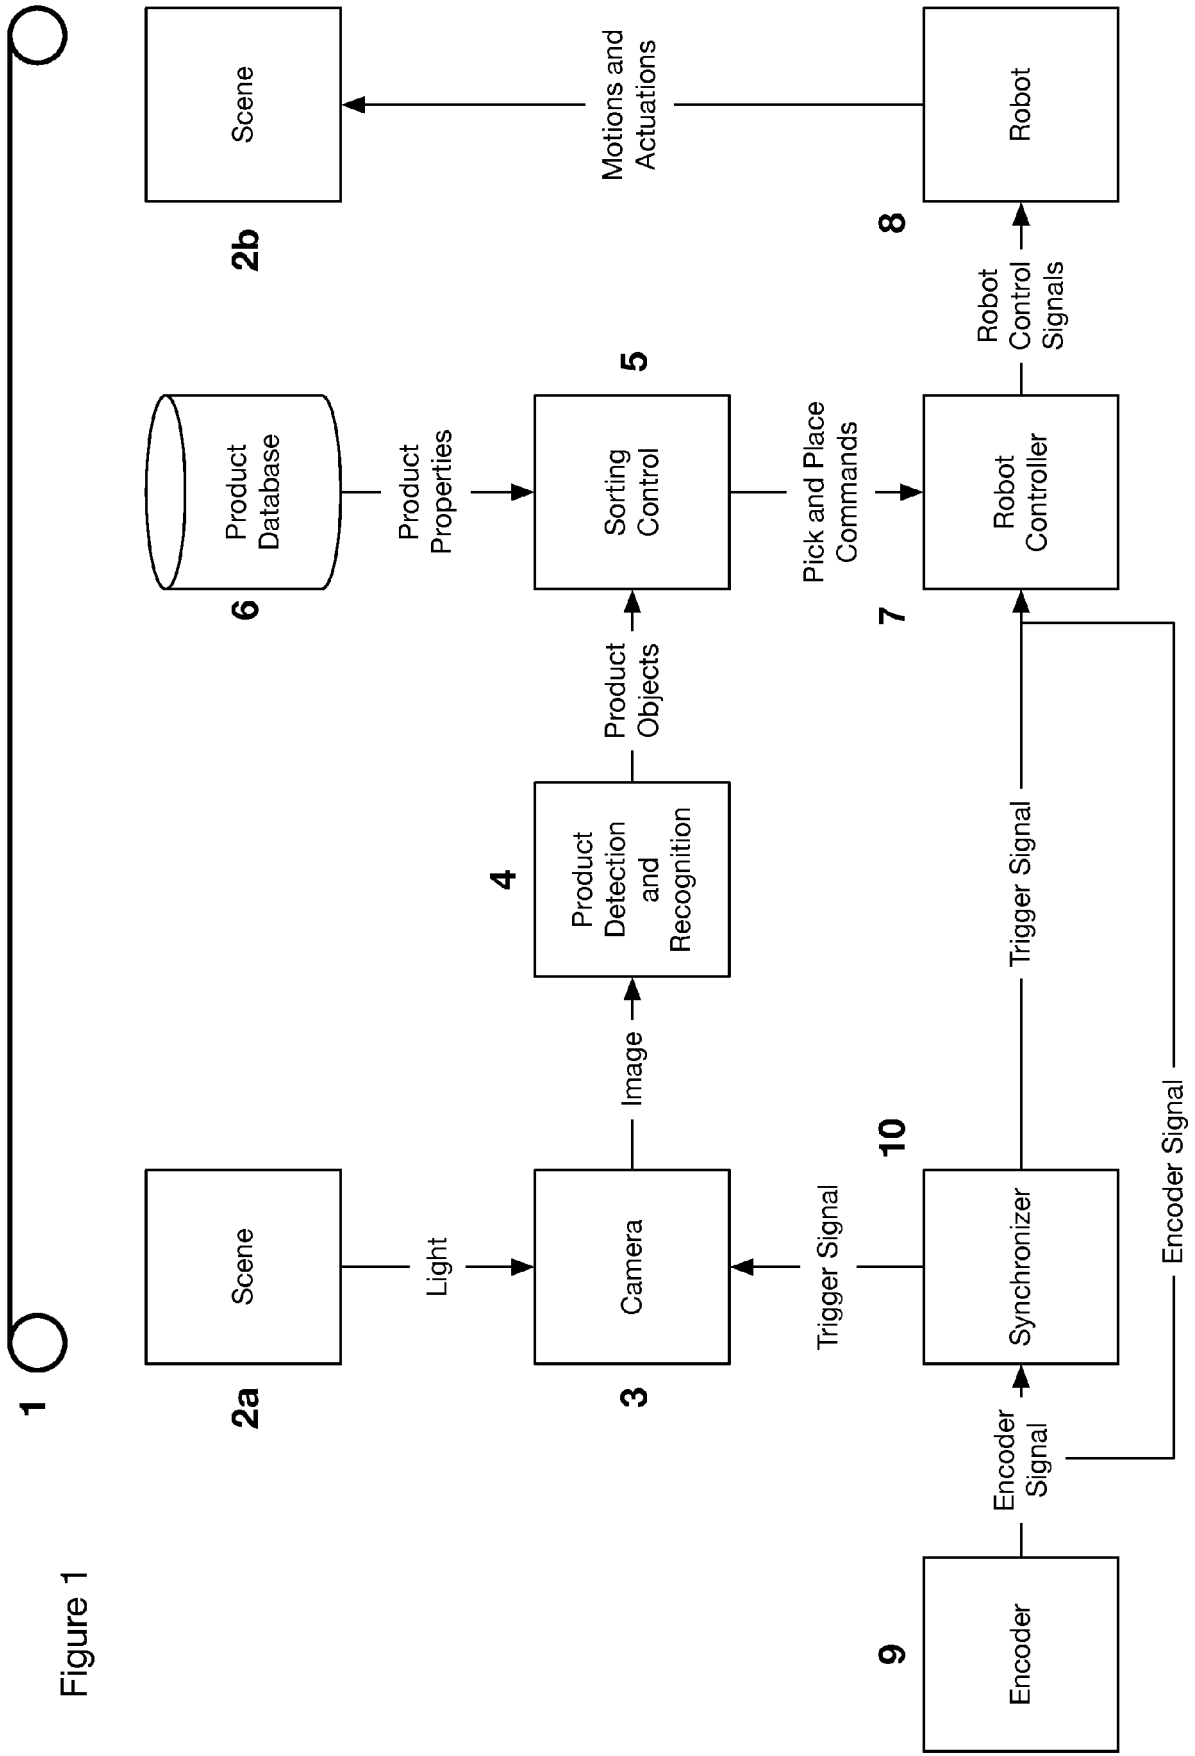 Figure 1
1
2a
Scene
6
Product
Database
2b
Scene
Light
Product
Properties
Motions and
Actuations
3
Camera
Image
4
Product
Detection
and
Recognition
Product
Objects
5
Sorting
Control
Trigger Signal
Pick and Place
Commands
9
Encoder
Encoder
Signal
10
Synchronizer
Trigger Signal
7
Robot
Controller
Robot
Control
Signals
8
Robot
Encoder Signal